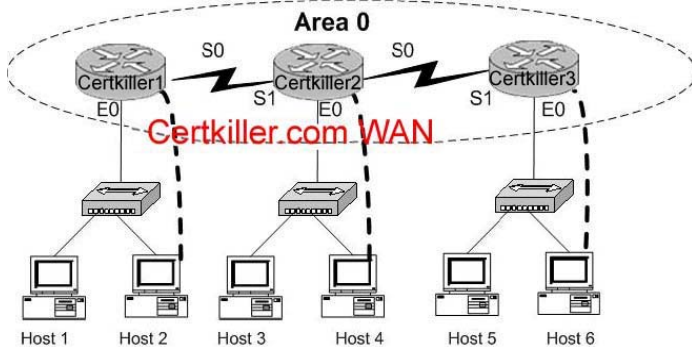 Area 0
S0
S0
Certkiller1
Certkiller2
Certkiller3
S1
S1
E0
E0
E0
Certkiller.com WAN
Host 1
Host 2
Host 3
Host 4
Host 5
Host 6